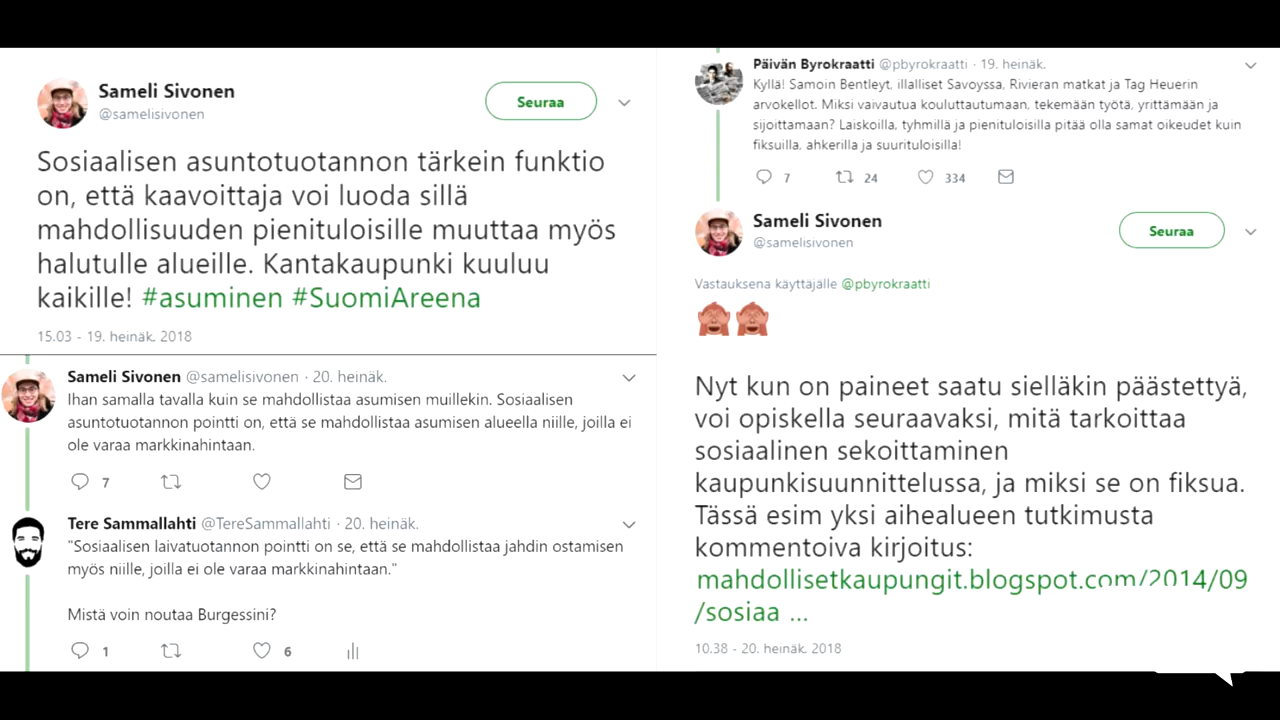 Sameli Sivonen
@samelisivonen
Seuraa
Sosiaalisen asuntotuotannon tärkein funktio
on, että kaavoittaja voi luoda sillä
mahdollisuuden pienituloisille muuttaa myös
halutulle alueille. Kantakaupunki kuuluu
kaikille! #asuminen #SuomiAreena
15.03 - 19. heinäk. 2018
Sameli Sivonen @samelisivonen · 20. heinäk.
Ihan samalla tavalla kuin se mahdollistaa asumisen muillekin. Sosiaalisen
asuntotuotannon pointti on, että se mahdollistaa asumisen alueella niille, joilla ei
ole varaa markkinahintaan.
7
Tere Sammallahti @TereSammallahti · 20. heinäk.
"Sosiaalisen laivatuotannon pointti on se, että se mahdollistaa jahdin ostamisen
myös niille, joilla ei ole varaa markkinahintaan."
Mistä voin noutaa Burgessini?
1 6
Päivän Byrokraatti @pbyrokraatti · 19. heinäk.
Kyllä! Samoin Bentleyt, illalliset Savoyssa, Rivieran matkat ja Tag Heuerin
arvokellot. Miksi vaivautua kouluttautumaan, tekemään työtä, yrittämään ja
sijoittamaan? Laiskoilla, tyhmillä ja pienituloisilla pitää olla samat oikeudet kuin
fiksuilla, ahkerilla ja suurituloisilla!
7 24 334
Sameli Sivonen
@samelisivonen
Seuraa
Vastauksena käyttäjälle @pbyrokraatti
Nyt kun on paineet saatu sielläkin päästettyä,
voi opiskella seuraavaksi, mitä tarkoittaa
sosiaalinen sekoittaminen
kaupunkisuunnittelussa, ja miksi se on fiksua.
Tässä esim yksi aihealueen tutkimusta
kommentoiva kirjoitus:
mahdollisetkaupungit.blogspot.com/2014/09
/sosiaa ...
10.38 - 20. heinäk. 2018